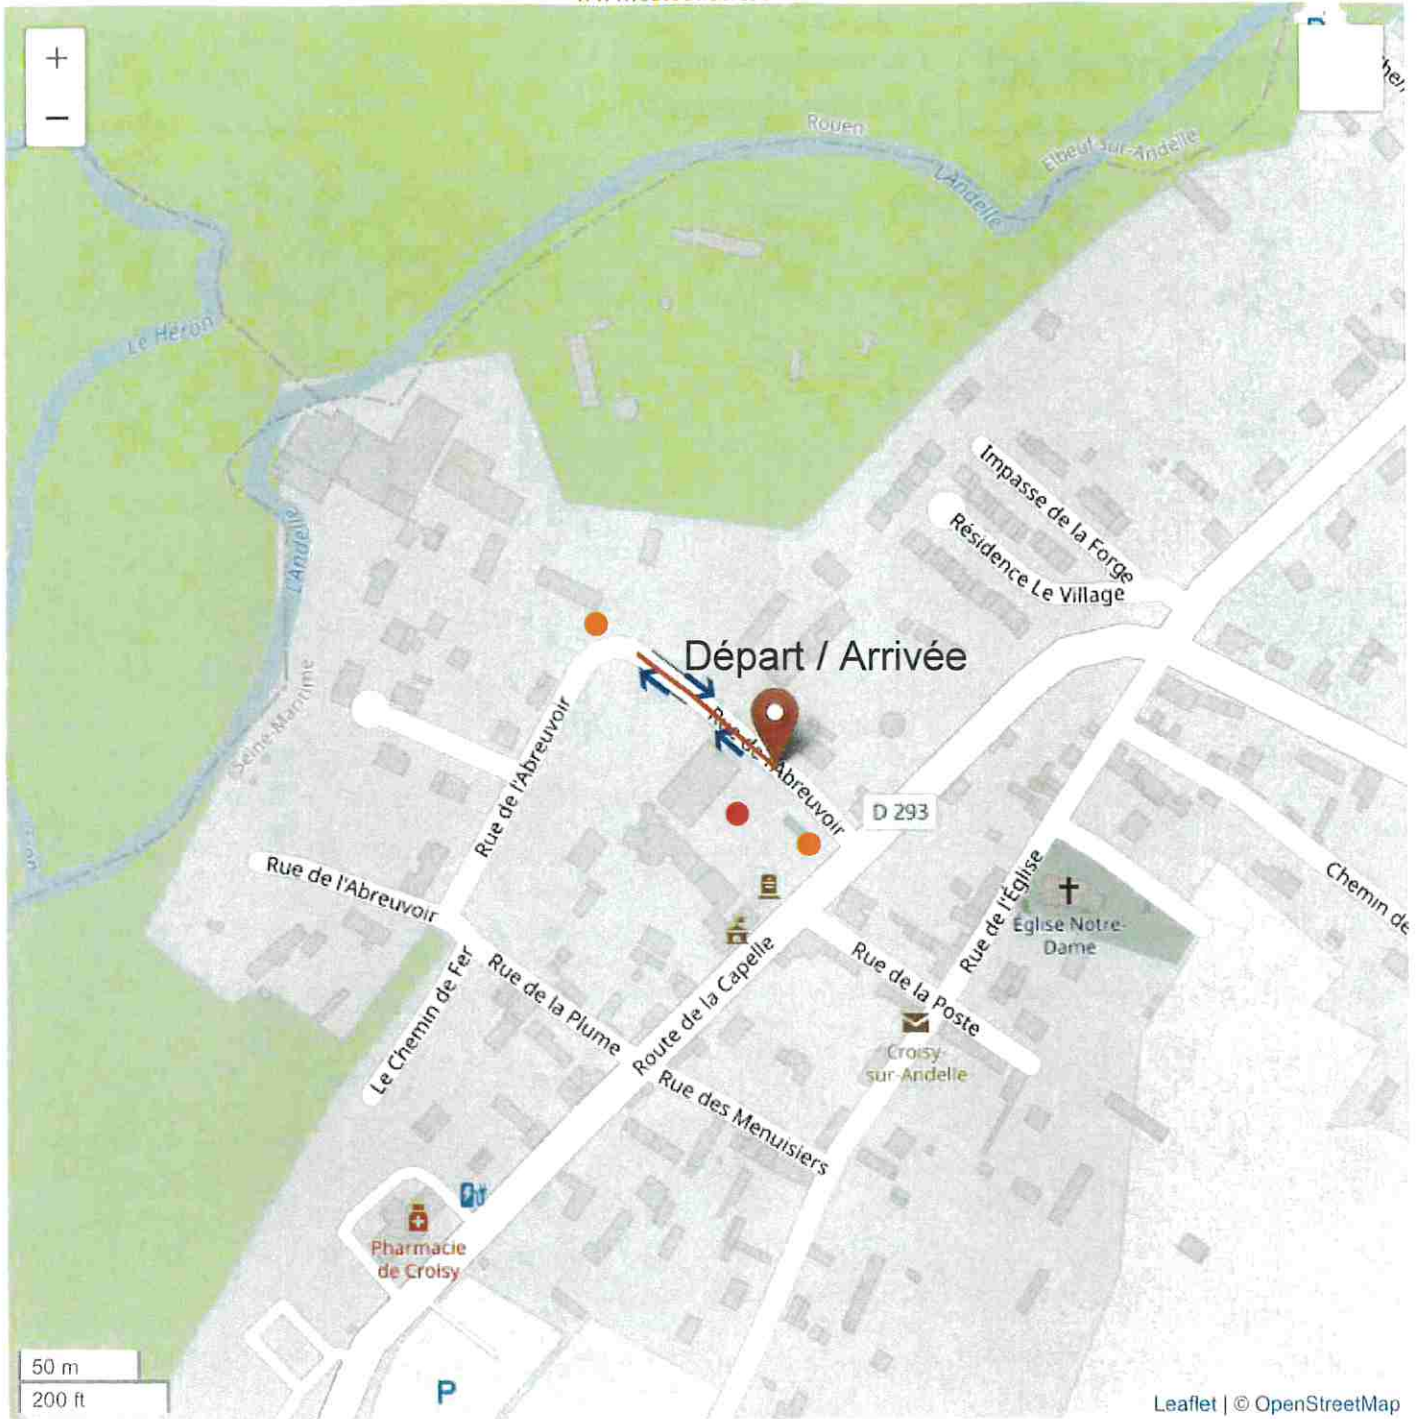 +
−
Rouen
L'Andelle
Elbeuf sur-Andelle
Le Héron
Impasse de la Forge
Résidence Le Village
L'Andelle
Départ / Arrivée
Seine-Maritime
Rue de l'Abreuvoir
Rue de l'Abreuvoir
D 293
Rue de l'Abreuvoir
Rue de l'Église
Église Notre-
Dame
Chemin de
Rue de la Plume
Le Chemin de Fer
Route de la Capelle
Rue de la Poste
Croisy-
sur-Andelle
Rue des Menuisiers
Pharmacie
de Croisy
50 m
200 ft
P
Leaflet | © OpenStreetMap